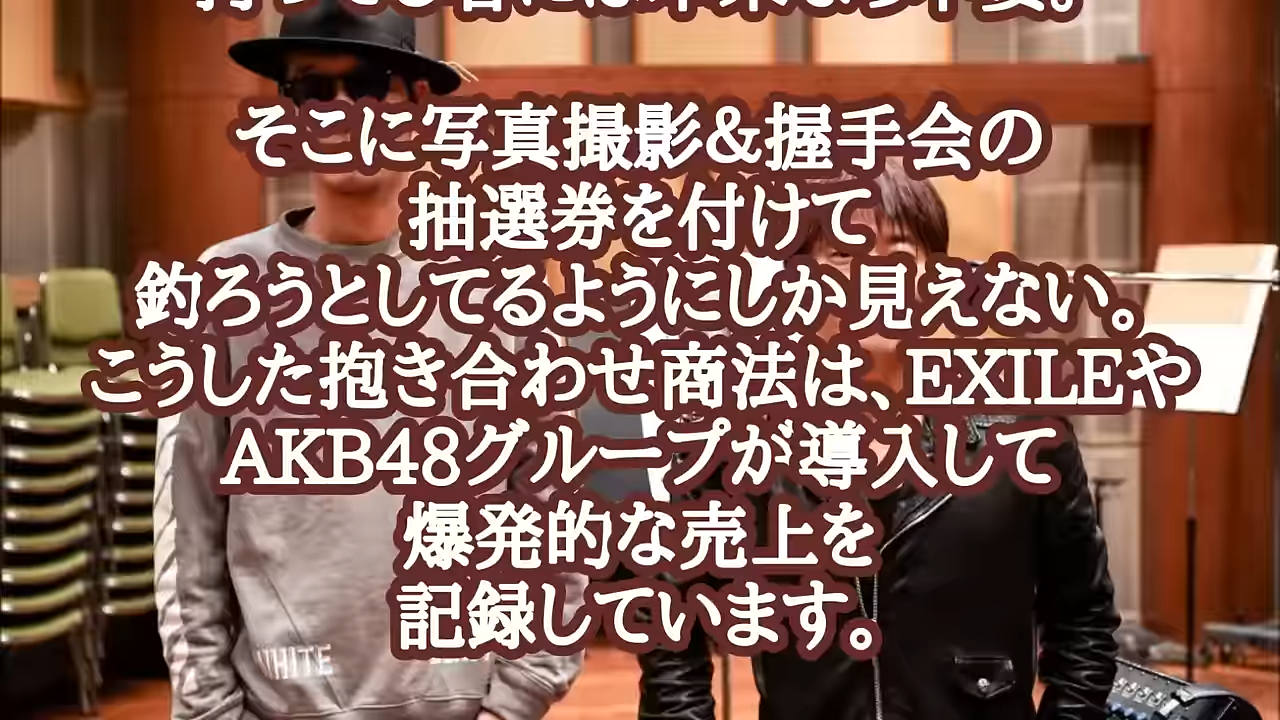 そこに写真撮影&握手会の
抽選券を付けて
釣ろうとしてるようにしか見えない。
こうした抱き合わせ商法は、EXILEや
AKB48グループが導入して
爆発的な売上を
記録しています。
WHITE